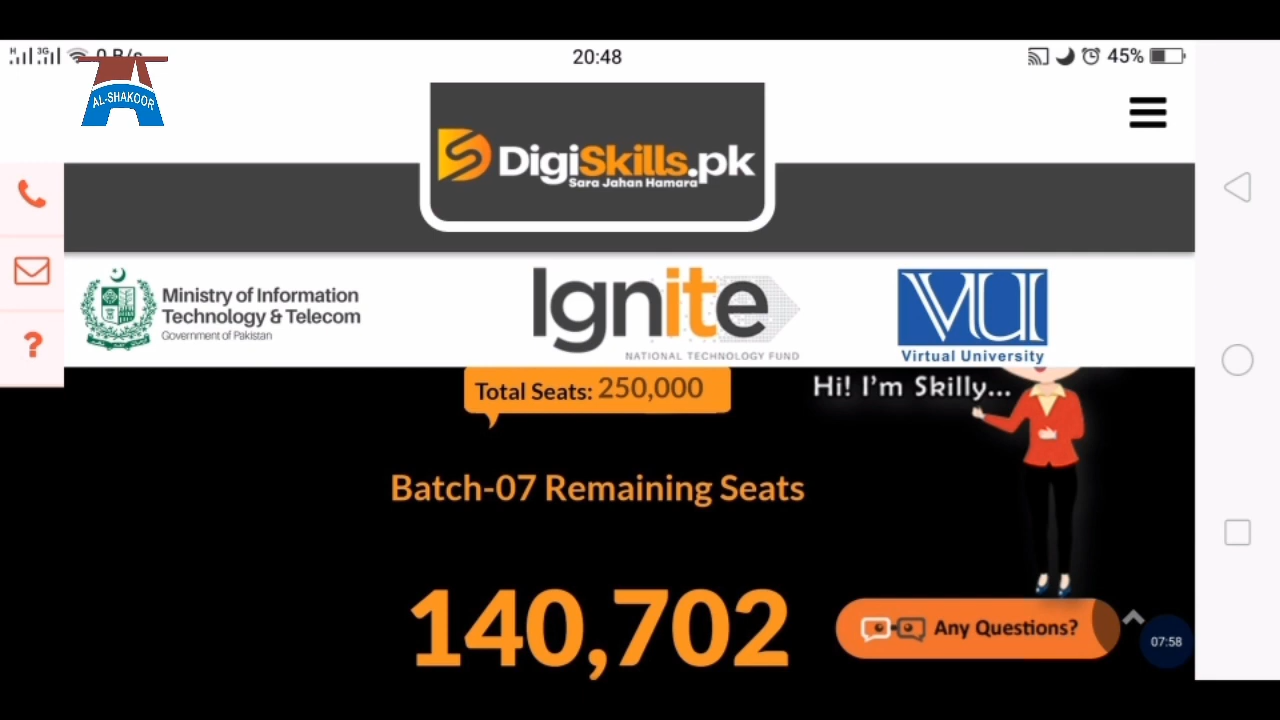 H 3G 0 B/s
20:48
45%
AL-SHAKOOR
DigiSkills.pk
Sara Jahan Hamara
Ministry of Information
Technology & Telecom
Government of Pakistan
Ignite
NATIONAL TECHNOLOGY FUND
VU
Virtual University
?
Total Seats: 250,000
Hi! I'm Skilly...
Batch-07 Remaining Seats
140,702
Any Questions?
07:58